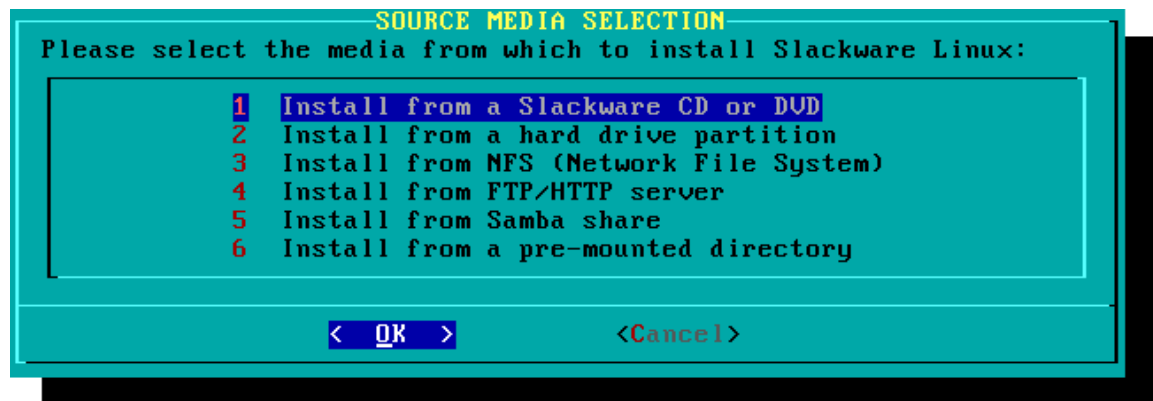 SOURCE MEDIA SELECTION
Please select the media from which to install Slackware Linux:
1 Install from a Slackware CD or DVD
2 Install from a hard drive partition
3 Install from NFS (Network File System)
4 Install from FTP/HTTP server
5 Install from Samba share
6 Install from a pre-mounted directory
< OK > <Cancel>